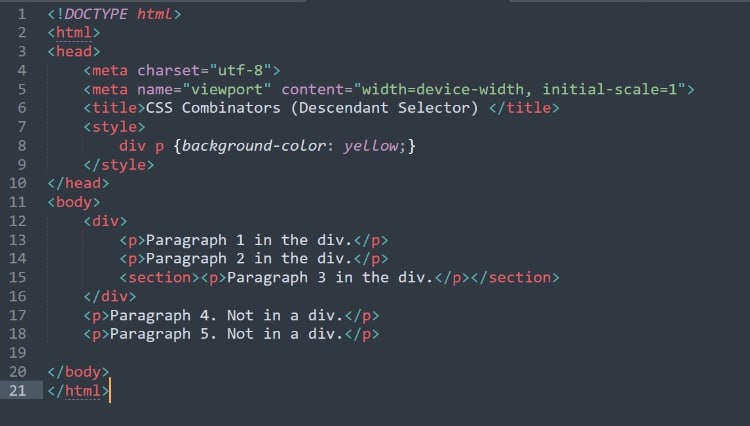 1 <!DOCTYPE html>
2 <html>
3 <head>
4     <meta charset="utf-8">
5     <meta name="viewport" content="width=device-width, initial-scale=1">
6     <title>CSS Combinators (Descendant Selector) </title>
7     <style>
8         div p {background-color: yellow;}
9     </style>
10 </head>
11 <body>
12     <div>
13         <p>Paragraph 1 in the div.</p>
14         <p>Paragraph 2 in the div.</p>
15         <section><p>Paragraph 3 in the div.</p></section>
16     </div>
17     <p>Paragraph 4. Not in a div.</p>
18     <p>Paragraph 5. Not in a div.</p>
19
20 </body>
21 </html>